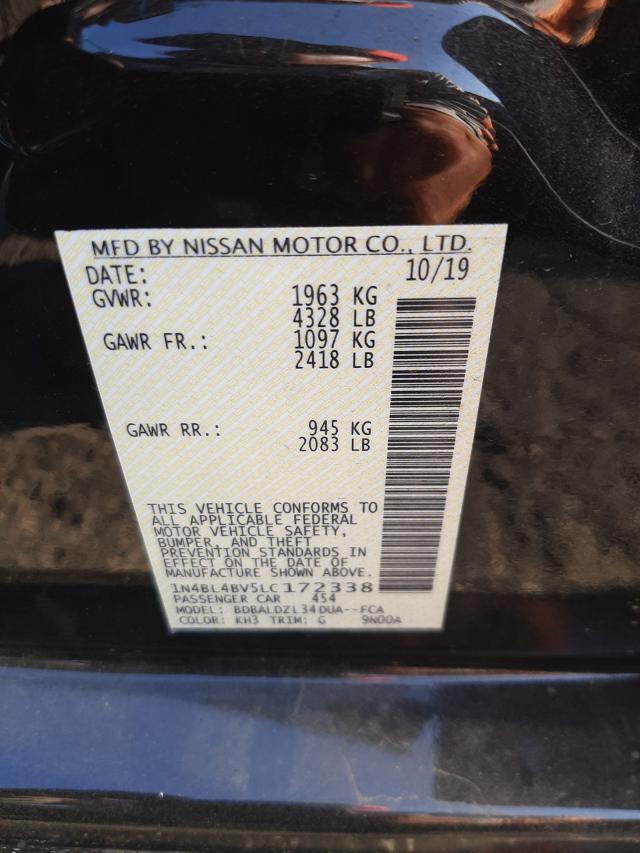 MFD BY NISSAN MOTOR CO., LTD.
DATE: 10/19
GVWR: 1963 KG
4328 LB
GAWR FR.: 1097 KG
2418 LB
GAWR RR.: 945 KG
2083 LB
THIS VEHICLE CONFORMS TO
ALL APPLICABLE FEDERAL
MOTOR VEHICLE SAFETY,
BUMPER, AND THEFT
PREVENTION STANDARDS IN
EFFECT ON THE DATE OF
MANUFACTURE SHOWN ABOVE.
1N4BL4BV5LC172338
PASSENGER CAR 454
MODEL: BDBALDZL34DUA--FCA
COLOR: KH3 TRIM: G 9N00A